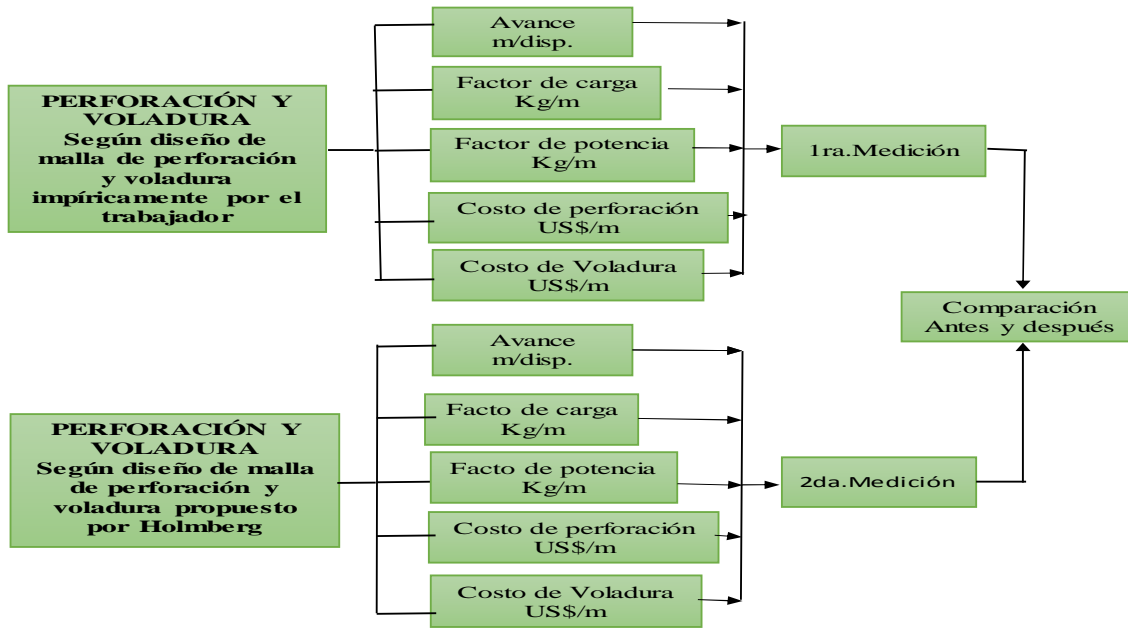 PERFORACIÓN Y
VOLADURA
Según diseño de
malla de perforación
y voladura
impíricamente por el
trabajador
Avance
m/disp.
Factor de carga
Kg/m
Factor de potencia
Kg/m
Costo de perforación
US$/m
Costo de Voladura
US$/m
1ra.Medición
Comparación
Antes y después
PERFORACIÓN Y
VOLADURA
Según diseño de malla
de perforación y
voladura propuesto
por Holmberg
Avance
m/disp.
Facto de carga
Kg/m
Facto de potencia
Kg/m
Costo de perforación
US$/m
Costo de Voladura
US$/m
2da.Medición